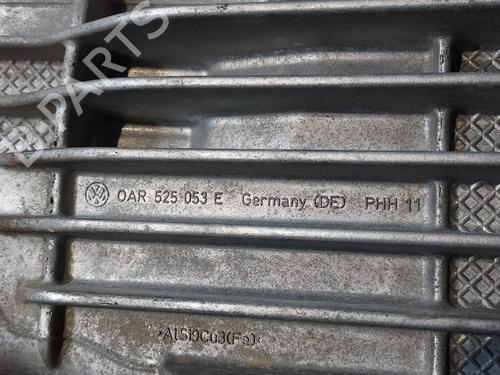 B-PARTS
0AR 525 053 E Germany (DE) PHH 11
>AlSi9Cu3(Fe)<